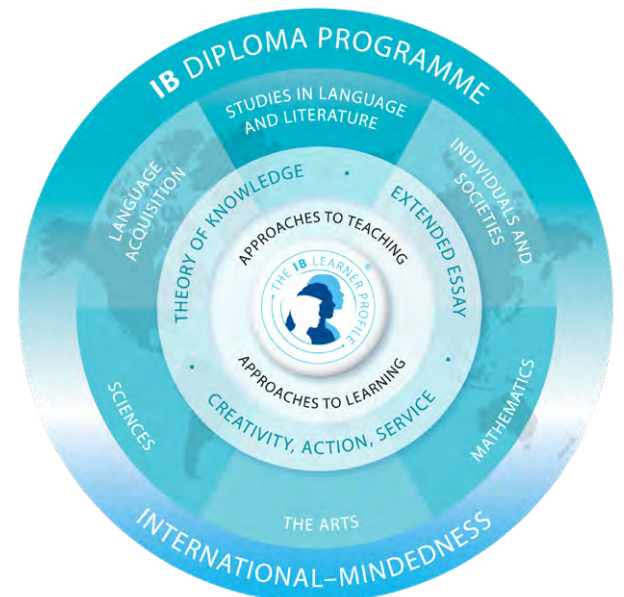 IB DIPLOMA PROGRAMME
STUDIES IN LANGUAGE
AND LITERATURE
LANGUAGE
ACQUISITION
INDIVIDUALS AND
SOCIETIES
THEORY OF KNOWLEDGE
EXTENDED ESSAY
APPROACHES TO TEACHING
THE IB LEARNER PROFILE
®
APPROACHES TO LEARNING
CREATIVITY, ACTION, SERVICE
SCIENCES
MATHEMATICS
THE ARTS
INTERNATIONAL–MINDEDNESS